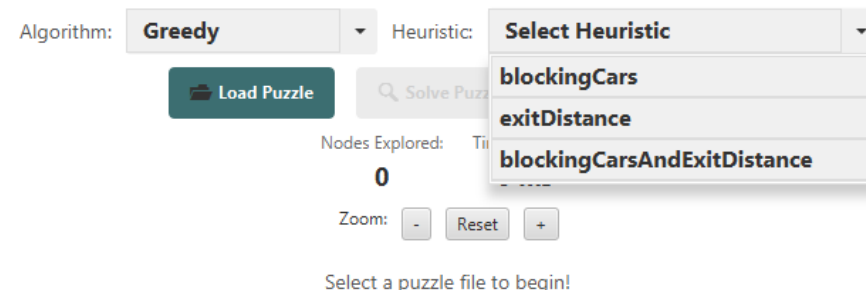 Algorithm: Greedy Heuristic: Select Heuristic
blockingCars
Load Puzzle Solve
exitDistance
Nodes Explored:
blockingCarsAndExitDistance
0
Zoom: - Reset +
Select a puzzle file to begin!